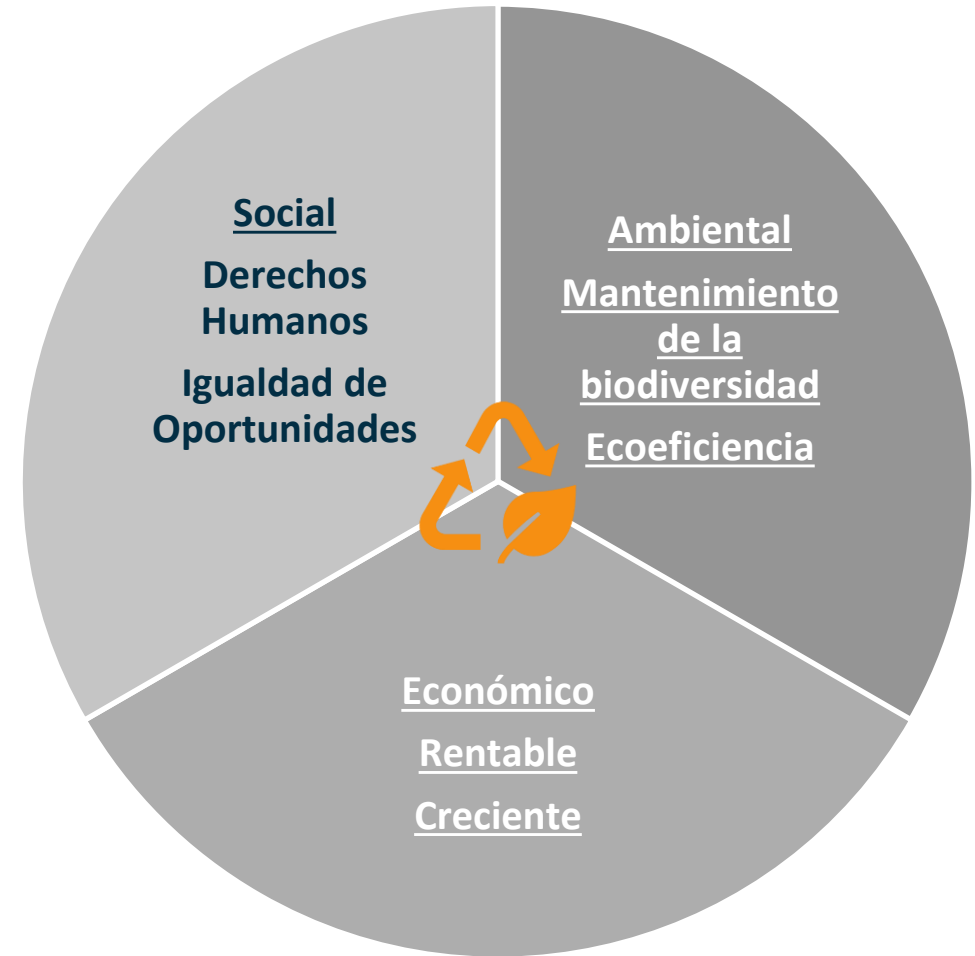 Social
Derechos
Humanos
Igualdad de
Oportunidades
Ambiental
Mantenimiento
de la
biodiversidad
Ecoeficiencia
Económico
Rentable
Creciente